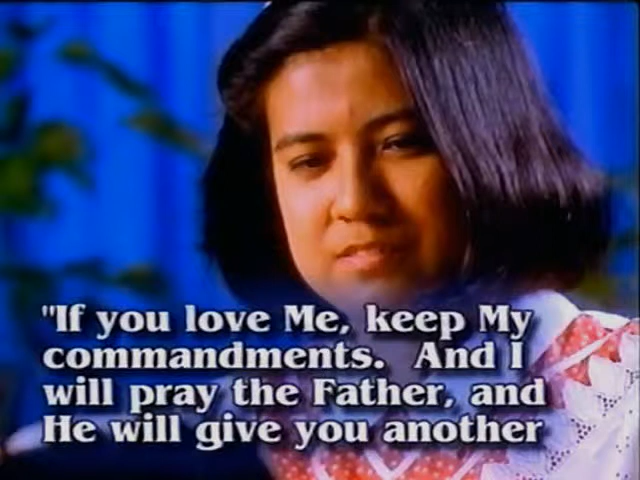 "If you love Me, keep My
commandments. And I
will pray the Father, and
He will give you another